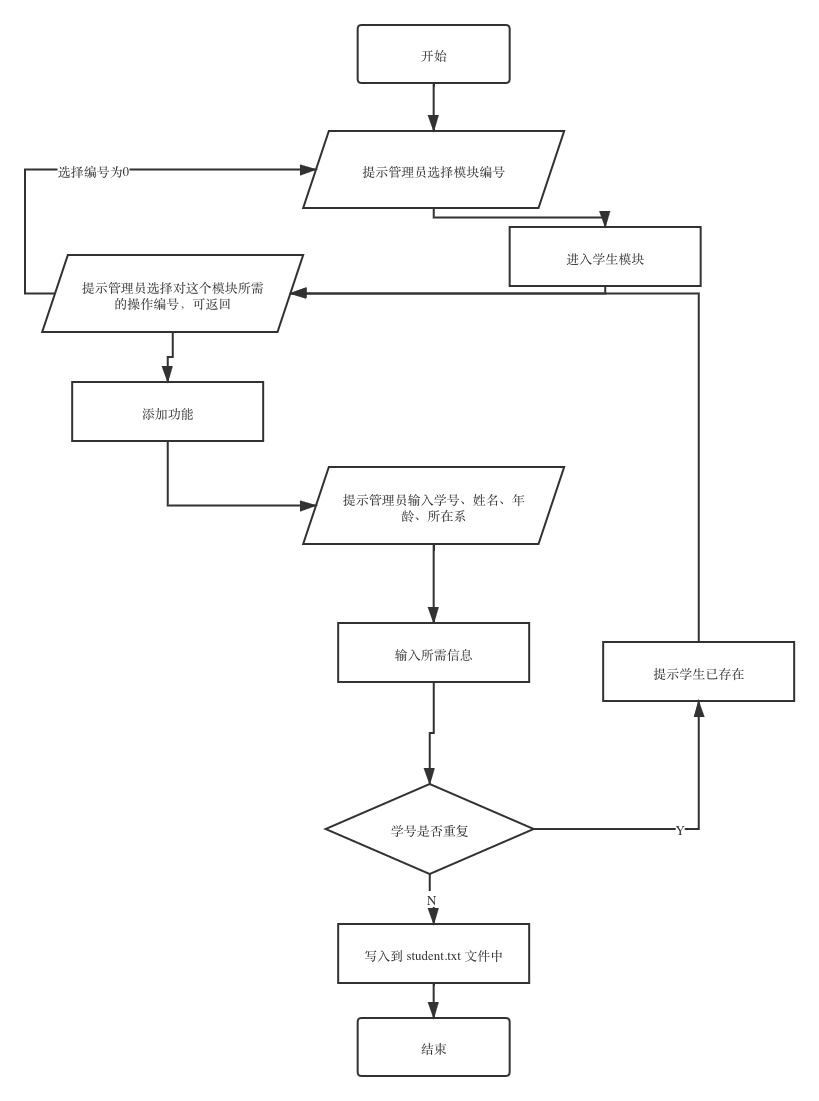 开始
选择编号为0
提示管理员选择模块编号
进入学生模块
提示管理员选择对这个模块所需
的操作编号，可返回
添加功能
提示管理员输入学号、姓名、年
龄、所在系
输入所需信息
提示学生已存在
学号是否重复
Y
N
写入到 student.txt 文件中
结束